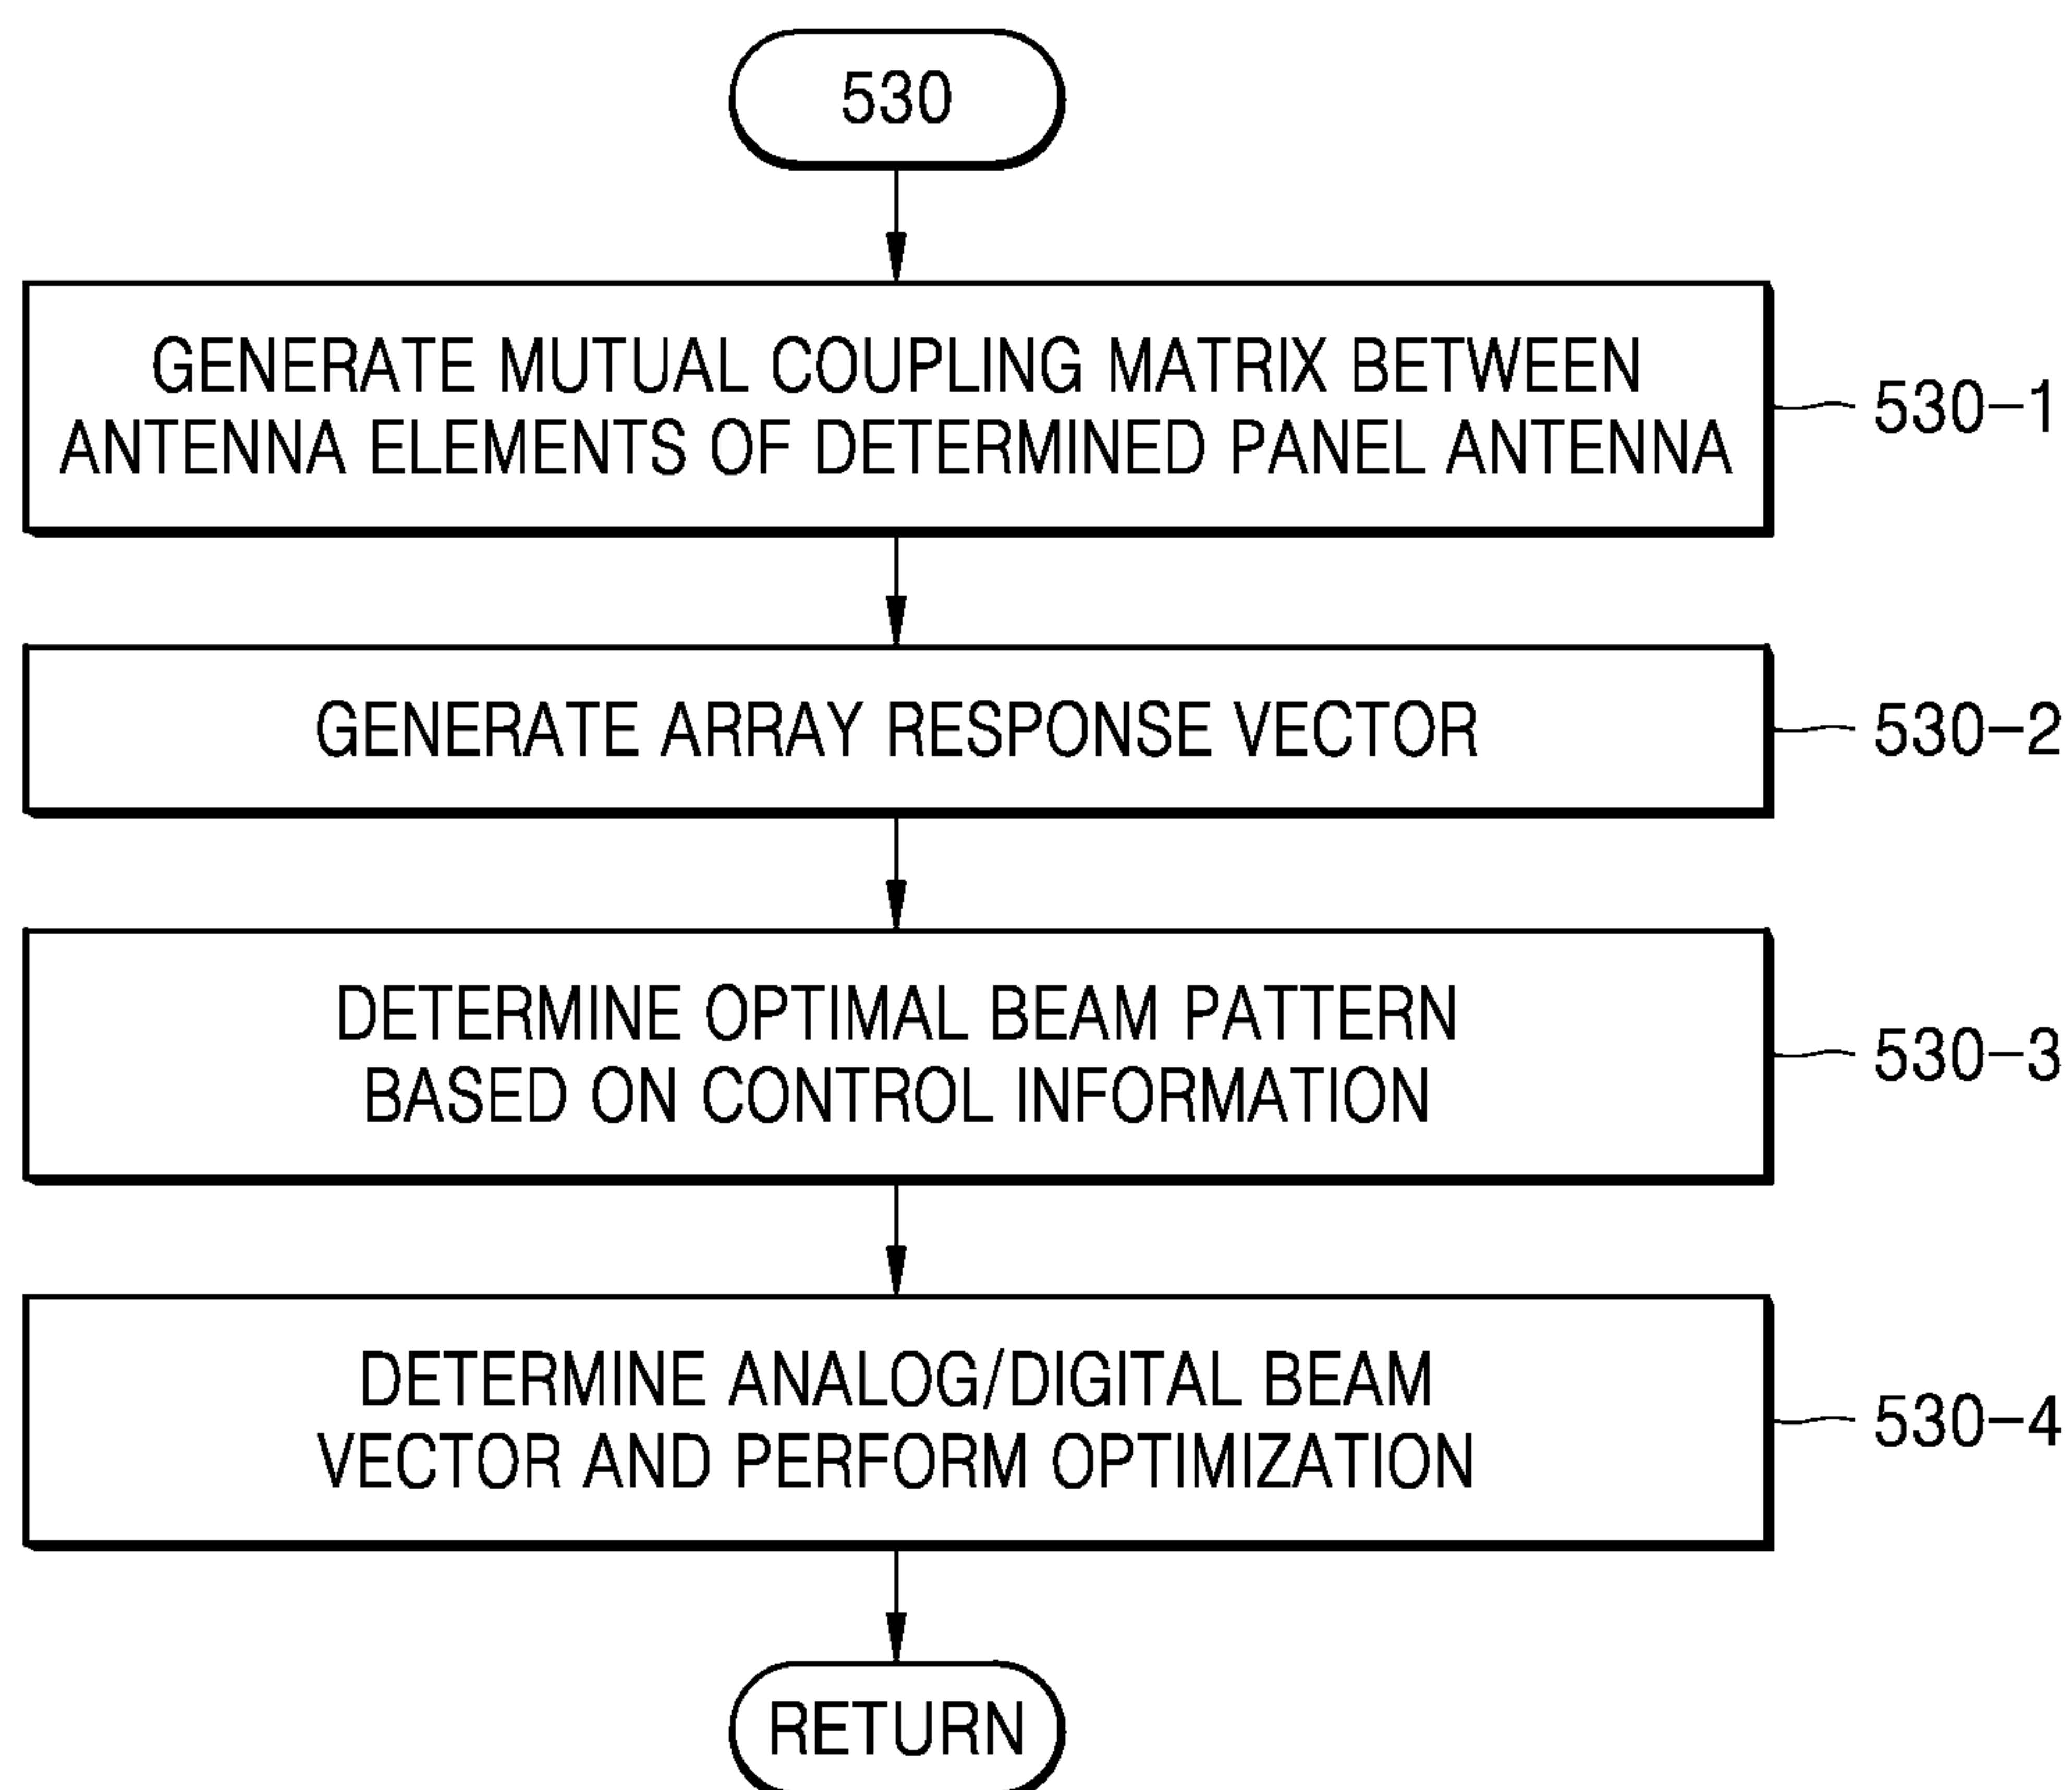 530
GENERATE MUTUAL COUPLING MATRIX BETWEEN
ANTENNA ELEMENTS OF DETERMINED PANEL ANTENNA
530-1
GENERATE ARRAY RESPONSE VECTOR
530-2
DETERMINE OPTIMAL BEAM PATTERN
BASED ON CONTROL INFORMATION
530-3
DETERMINE ANALOG/DIGITAL BEAM
VECTOR AND PERFORM OPTIMIZATION
530-4
RETURN